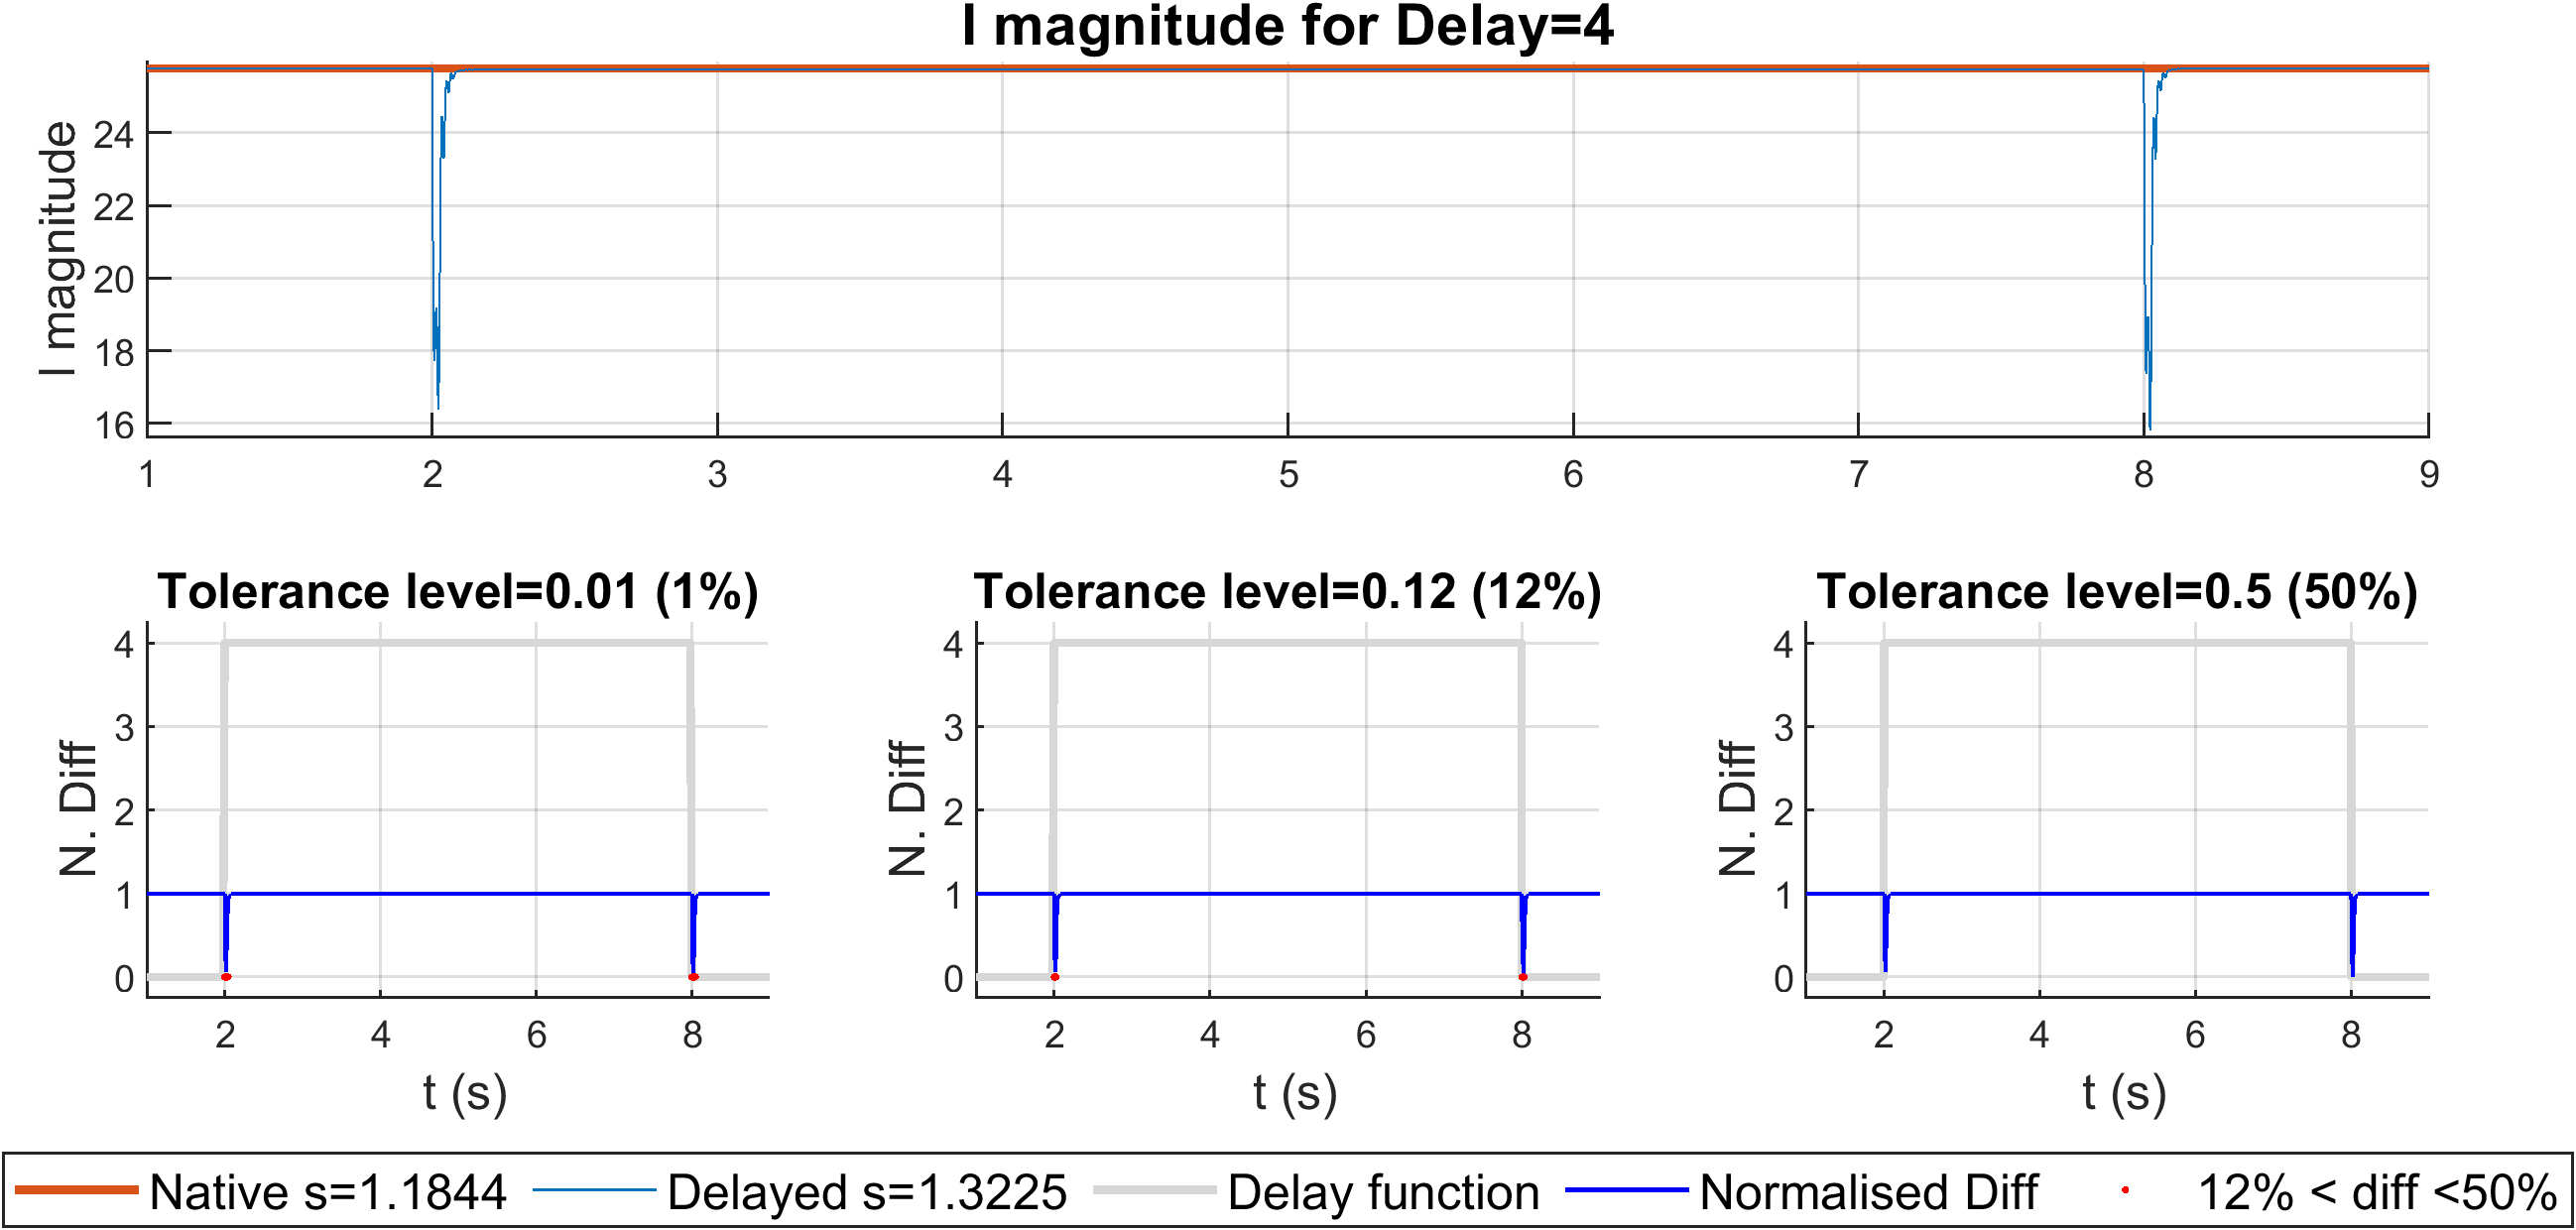 I magnitude for Delay=4
I magnitude
24
22
20
18
16
1 2 3 4 5 6 7 8 9
Tolerance level=0.01 (1%)
N. Diff
4
3
2
1
0
2 4 6 8
t (s)
Tolerance level=0.12 (12%)
N. Diff
4
3
2
1
0
2 4 6 8
t (s)
Tolerance level=0.5 (50%)
N. Diff
4
3
2
1
0
2 4 6 8
t (s)
Native s=1.1844 Delayed s=1.3225 Delay function Normalised Diff 12% < diff <50%